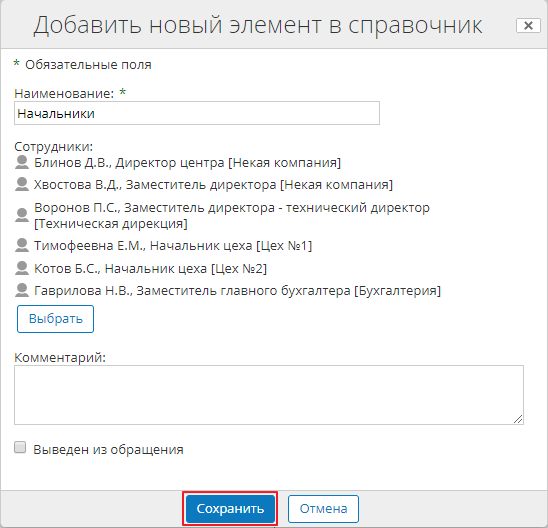 Добавить новый элемент в справочник
* Обязательные поля
Наименование: *
Начальники
Сотрудники:
Блинов Д.В., Директор центра [Некая компания]
Хвостова В.Д., Заместитель директора [Некая компания]
Воронов П.С., Заместитель директора - технический директор
[Техническая дирекция]
Тимофеевна Е.М., Начальник цеха [Цех №1]
Котов Б.С., Начальник цеха [Цех №2]
Гаврилова Н.В., Заместитель главного бухгалтера [Бухгалтерия]
Выбрать
Комментарий:
Выведен из обращения
Сохранить Отмена